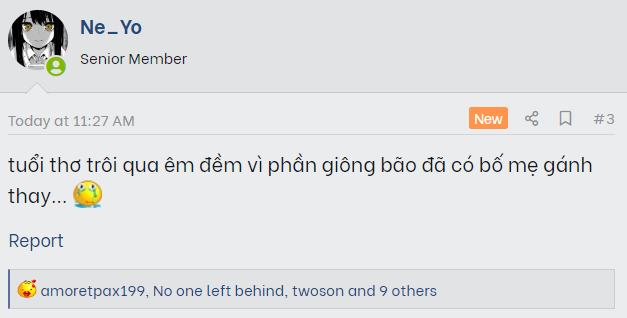 Ne_Yo
Senior Member
Today at 11:27 AM
New
#3
tuổi thơ trôi qua êm đềm vì phần giông bão đã có bố mẹ gánh
thay...
Report
amoretpax199, No one left behind, twoson and 9 others